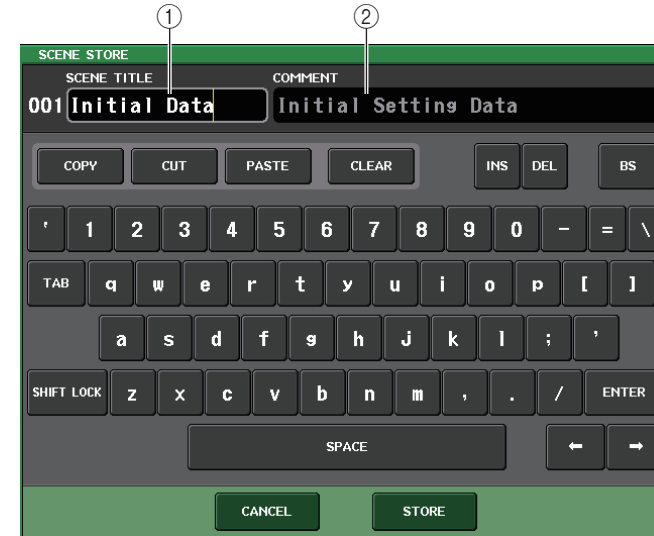 ① ②
SCENE STORE
SCENE TITLE COMMENT
001 Initial Data Initial Setting Data
COPY CUT PASTE CLEAR INS DEL BS
' 1 2 3 4 5 6 7 8 9 0 - = \
TAB q w e r t y u i o p [ ]
a s d f g h j k l ; '
SHIFT LOCK z x c v b n m , . / ENTER
SPACE ← →
CANCEL STORE